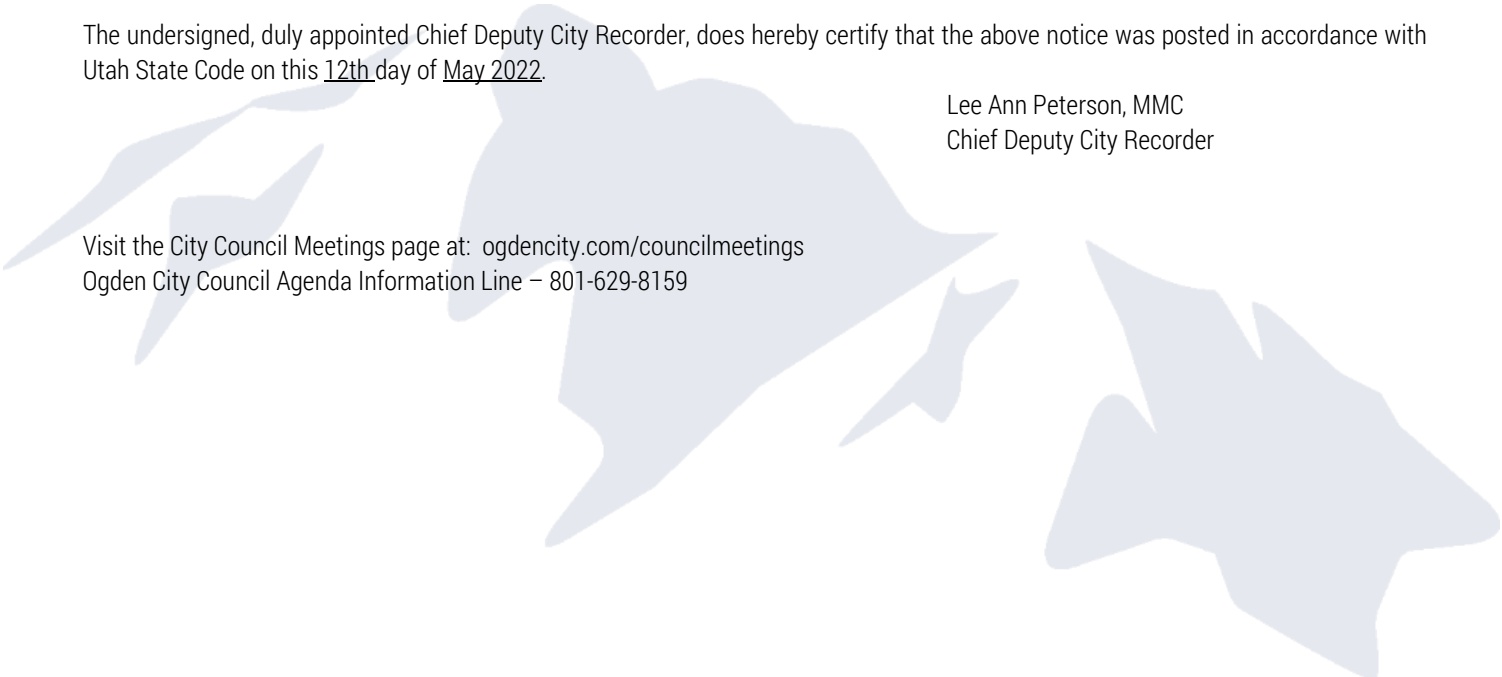 The undersigned, duly appointed Chief Deputy City Recorder, does hereby certify that the above notice was posted in accordance with
Utah State Code on this 12th day of May 2022.
Lee Ann Peterson, MMC
Chief Deputy City Recorder
Visit the City Council Meetings page at:  ogdencity.com/councilmeetings
Ogden City Council Agenda Information Line – 801-629-8159